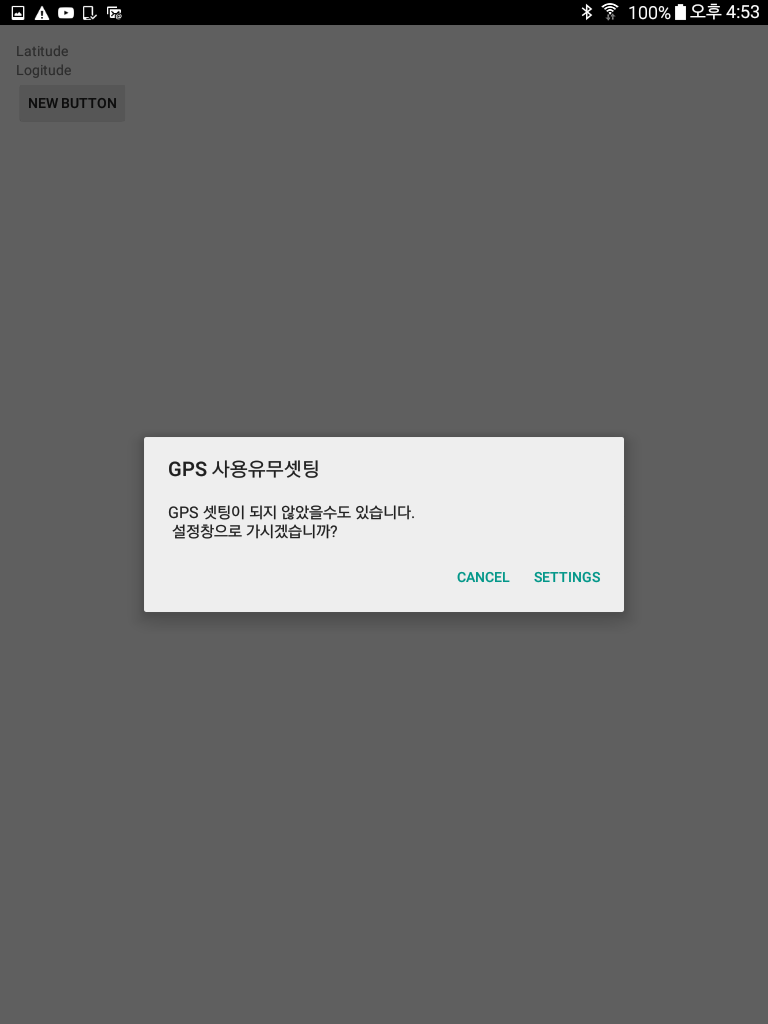 100% 오후 4:53
Latitude
Logitude
NEW BUTTON
GPS 사용유무셋팅
GPS 셋팅이 되지 않았을수도 있습니다.
설정창으로 가시겠습니까?
CANCEL SETTINGS